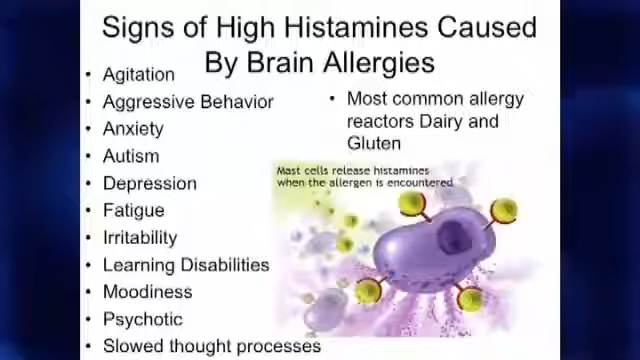 Signs of High Histamines Caused
By Brain Allergies
• Agitation
• Aggressive Behavior
• Anxiety
• Autism
• Depression
• Fatigue
• Irritability
• Learning Disabilities
• Moodiness
• Psychotic
• Slowed thought processes
• Most common allergy
reactors Dairy and
Gluten
Mast cells release histamines
when the allergen is encountered